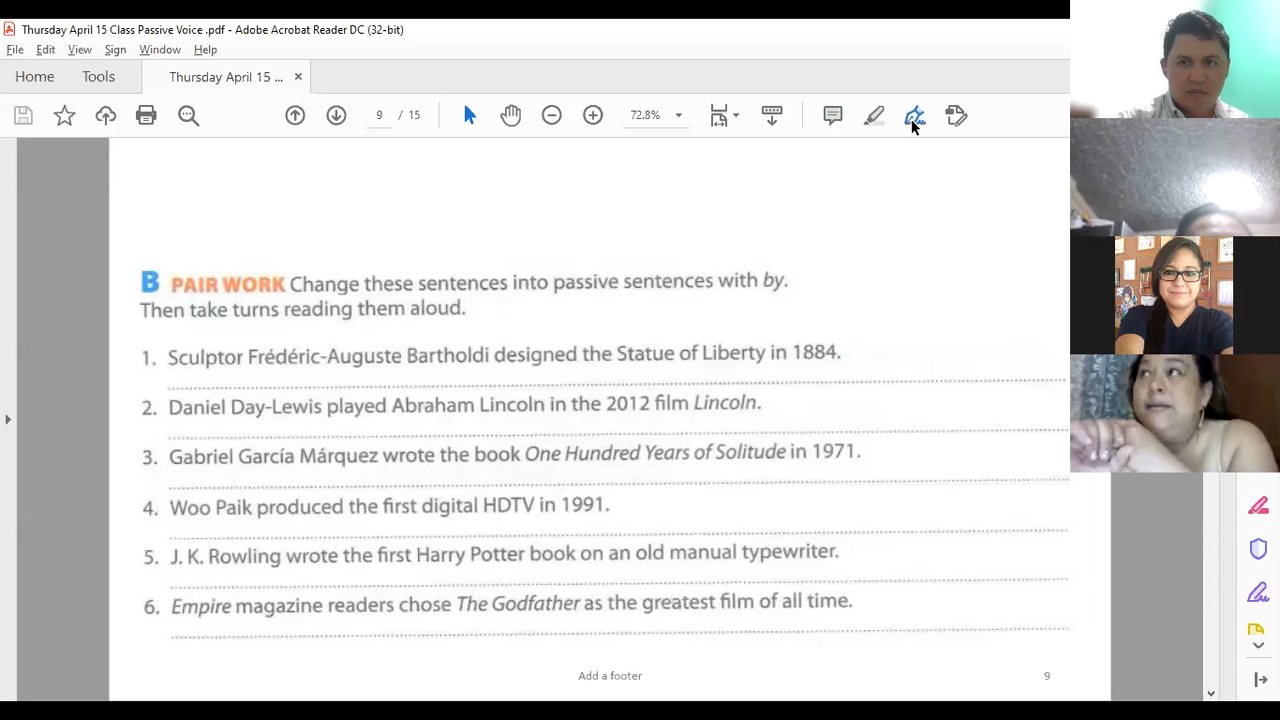 Thursday April 15 Class Passive Voice .pdf - Adobe Acrobat Reader DC (32-bit)
File Edit View Sign Window Help
Home Tools Thursday April 15 ... ×
9 / 15 72.8%
B PAIR WORK Change these sentences into passive sentences with by.
Then take turns reading them aloud.
1. Sculptor Frédéric-Auguste Bartholdi designed the Statue of Liberty in 1884.
2. Daniel Day-Lewis played Abraham Lincoln in the 2012 film Lincoln.
3. Gabriel García Márquez wrote the book One Hundred Years of Solitude in 1971.
4. Woo Paik produced the first digital HDTV in 1991.
5. J. K. Rowling wrote the first Harry Potter book on an old manual typewriter.
6. Empire magazine readers chose The Godfather as the greatest film of all time.
Add a footer 9